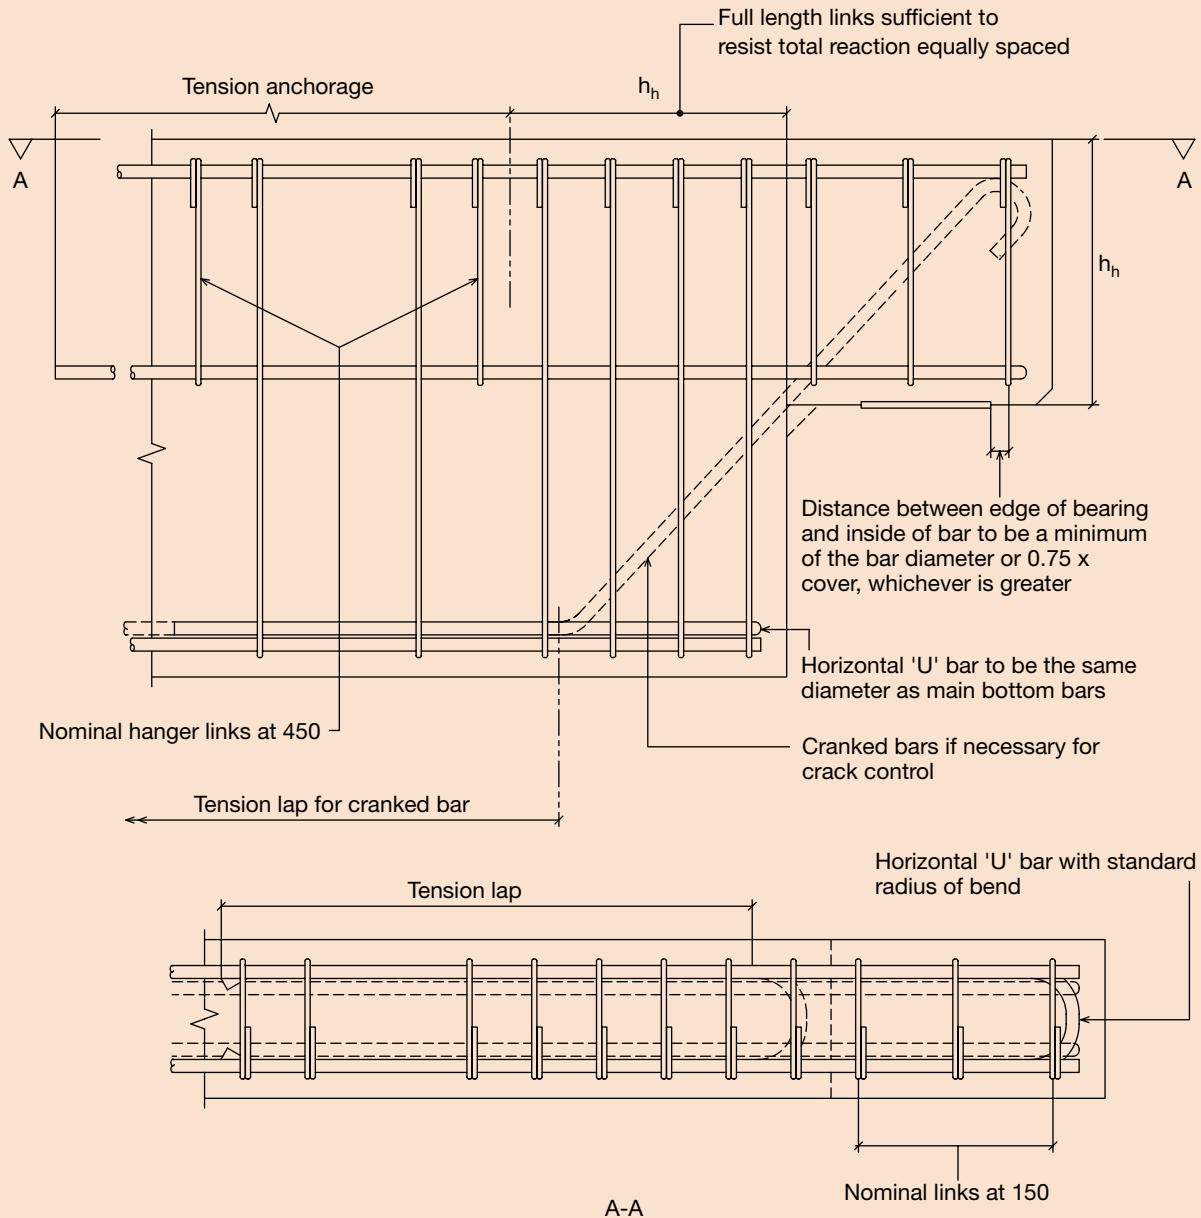 Full length links sufficient to
resist total reaction equally spaced
Tension anchorage
hh
A
A
hh
Distance between edge of bearing
and inside of bar to be a minimum
of the bar diameter or 0.75 x
cover, whichever is greater
Horizontal 'U' bar to be the same
diameter as main bottom bars
Nominal hanger links at 450
Cranked bars if necessary for
crack control
Tension lap for cranked bar
Horizontal 'U' bar with standard
radius of bend
Tension lap
Nominal links at 150
A-A